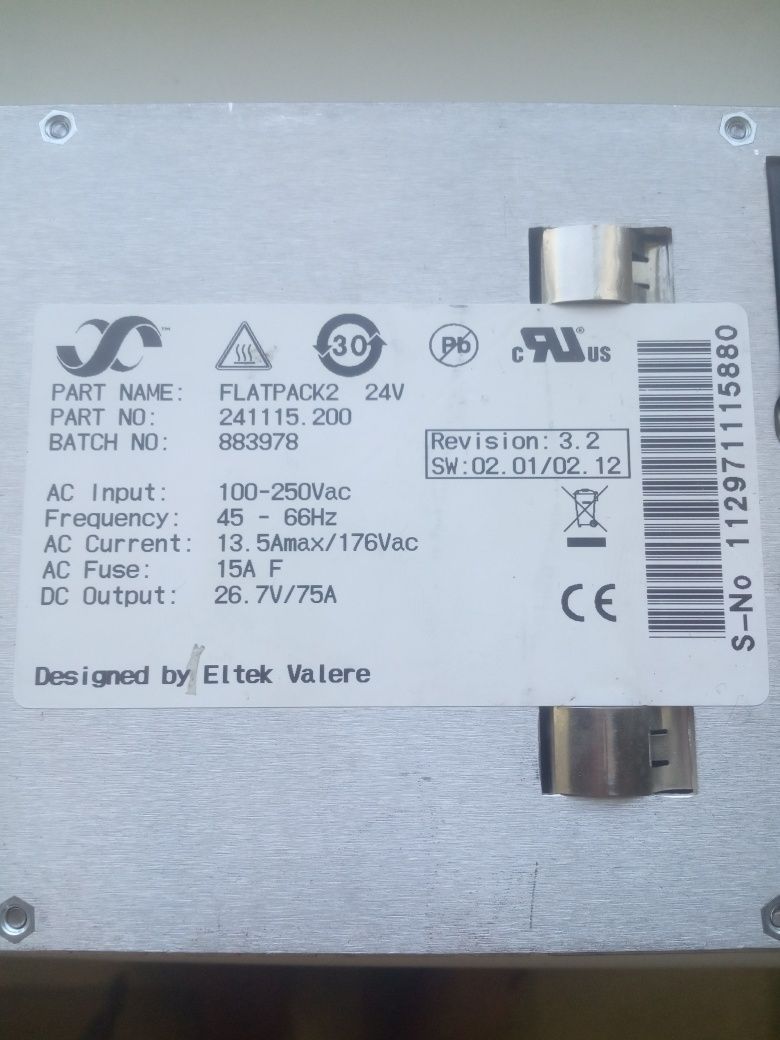 ™
30
Pb
c RU ® US
PART NAME: FLATPACK2 24V
PART NO: 241115.200
BATCH NO: 883978
Revision: 3.2
SW:02.01/02.12
AC Input: 100-250Vac
Frequency: 45 - 66Hz
AC Current: 13.5Amax/176Vac
AC Fuse: 15A F
DC Output: 26.7V/75A
CE
Designed by Eltek Valere
S-No 112971115880